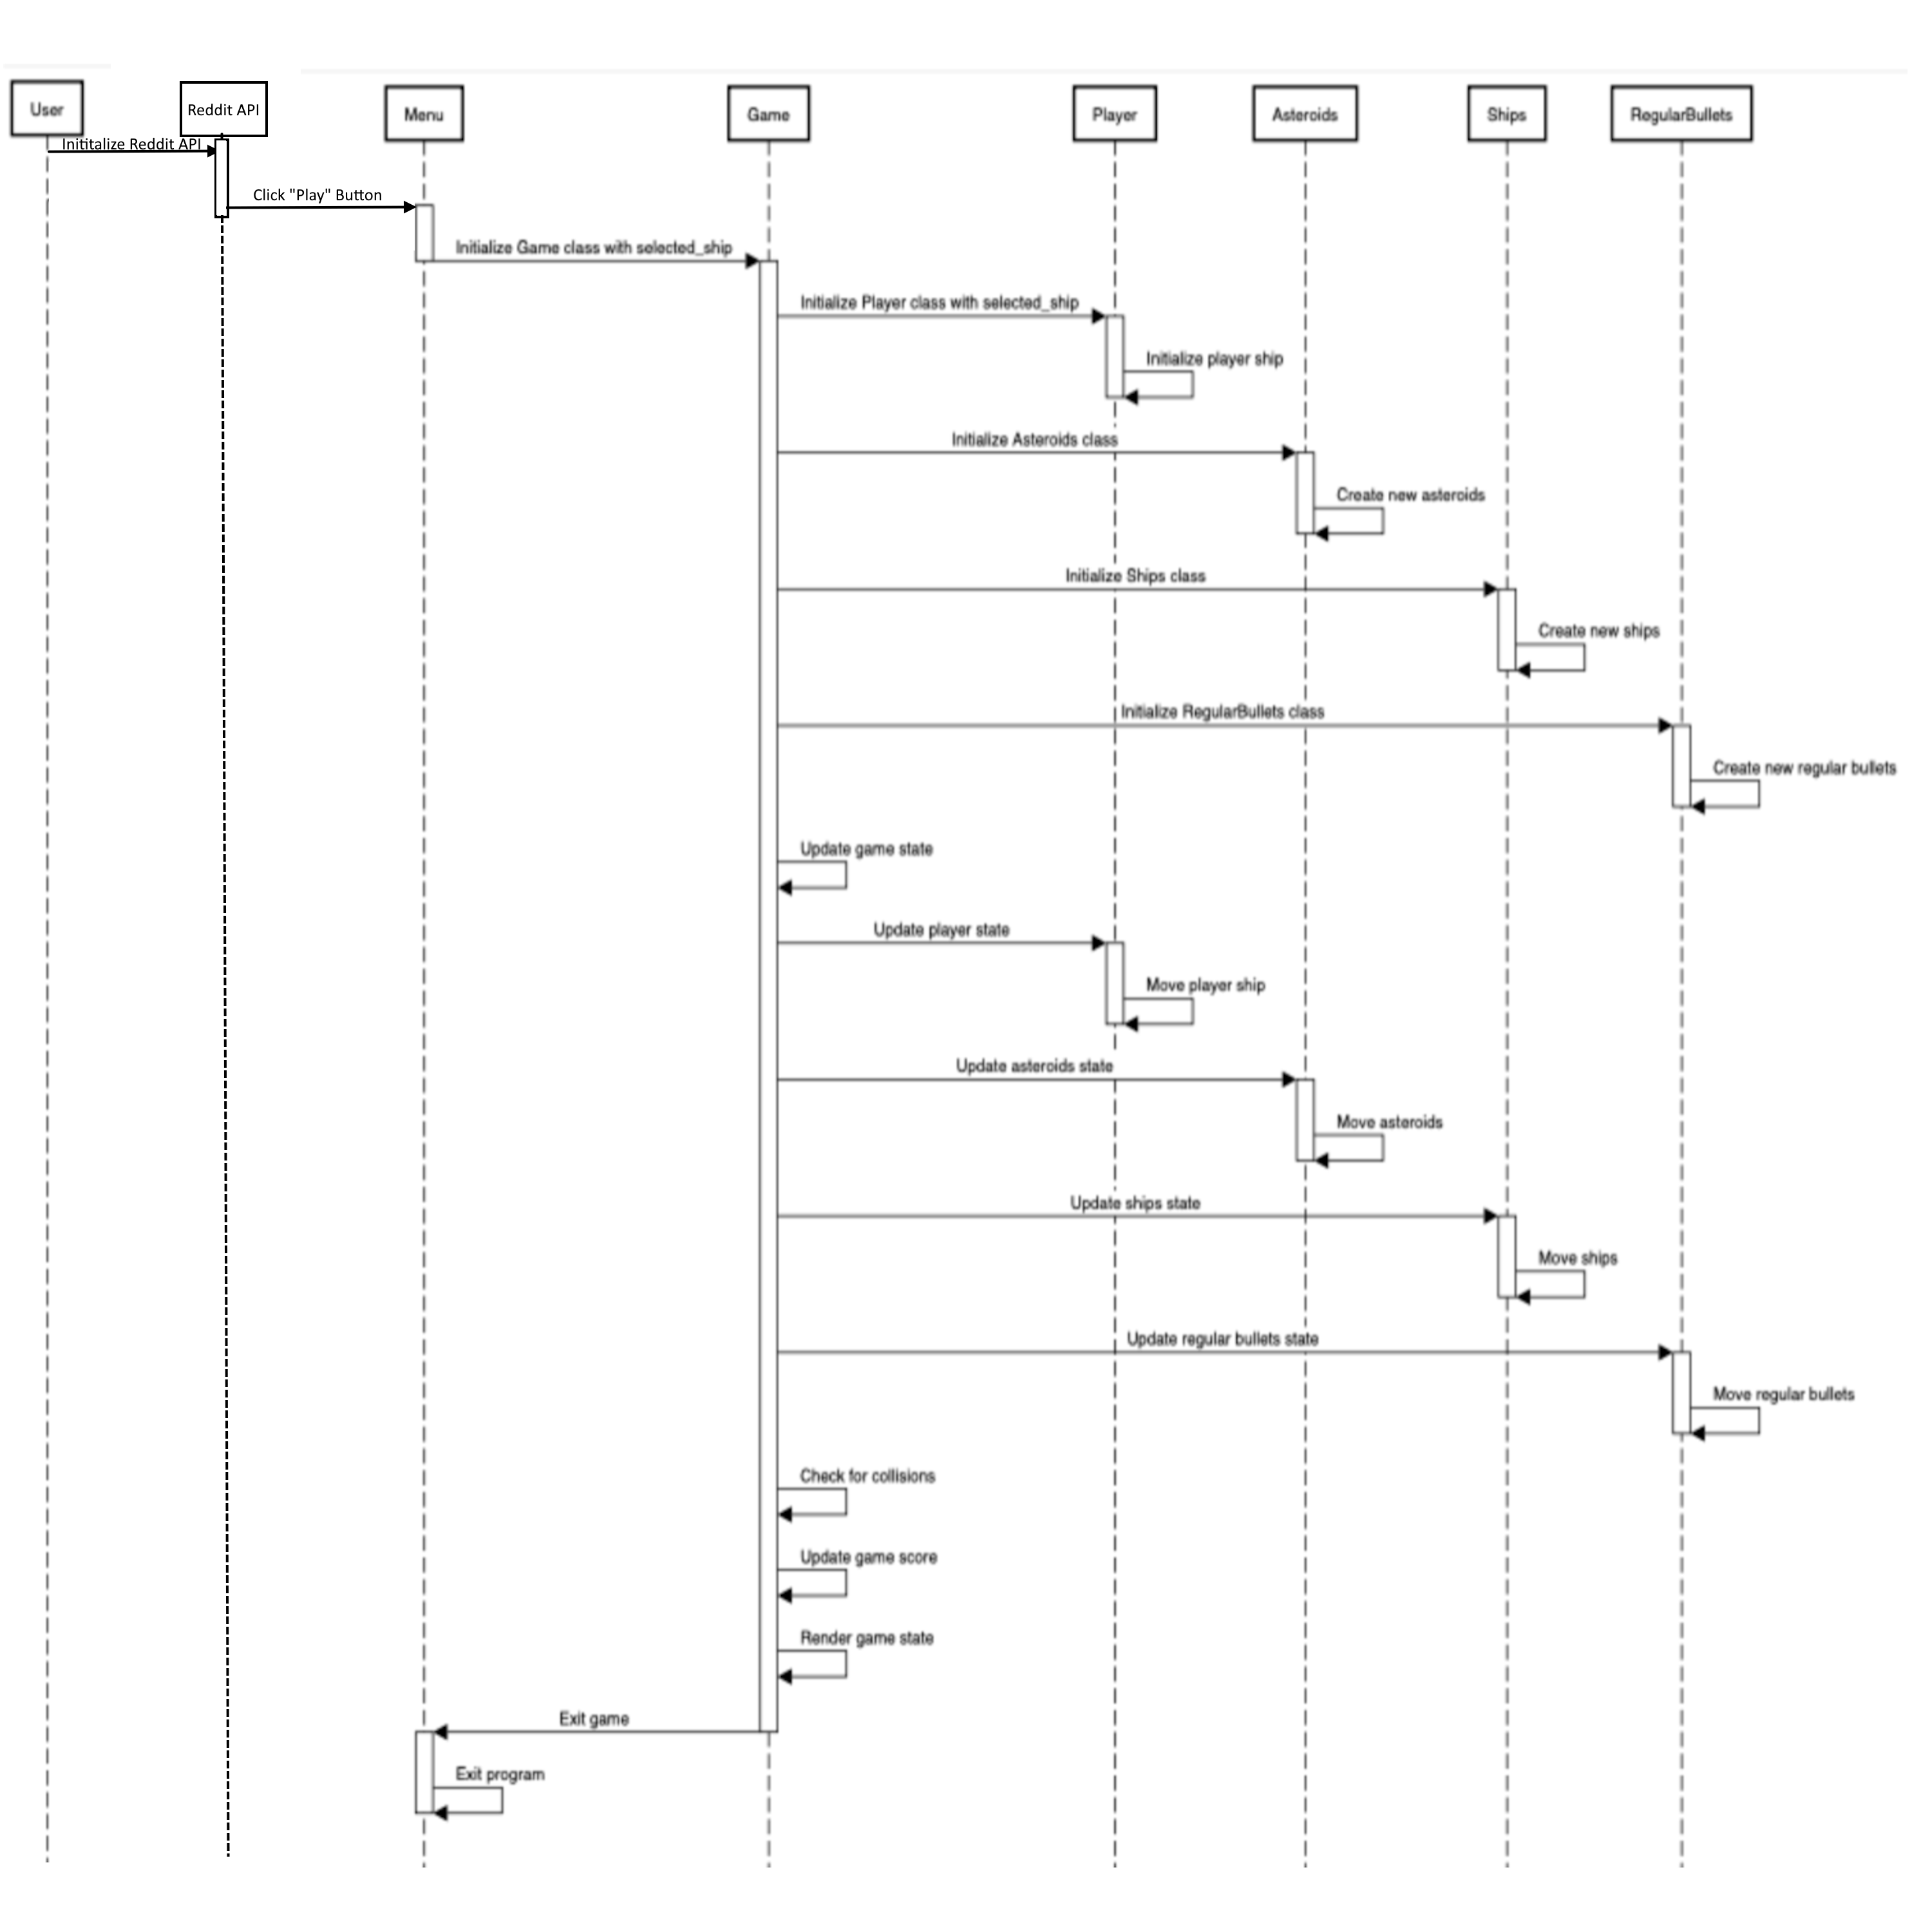 User
Reddit API
Menu
Game
Player
Asteroids
Ships
RegularBullets
Inititalize Reddit API
Click "Play" Button
Initialize Game class with selected_ship
Initialize Player class with selected_ship
Initialize player ship
Initialize Asteroids class
Create new asteroids
Initialize Ships class
Create new ships
Initialize RegularBullets class
Create new regular bullets
Update game state
Update player state
Move player ship
Update asteroids state
Move asteroids
Update ships state
Move ships
Update regular bullets state
Move regular bullets
Check for collisions
Update game score
Render game state
Exit game
Exit program